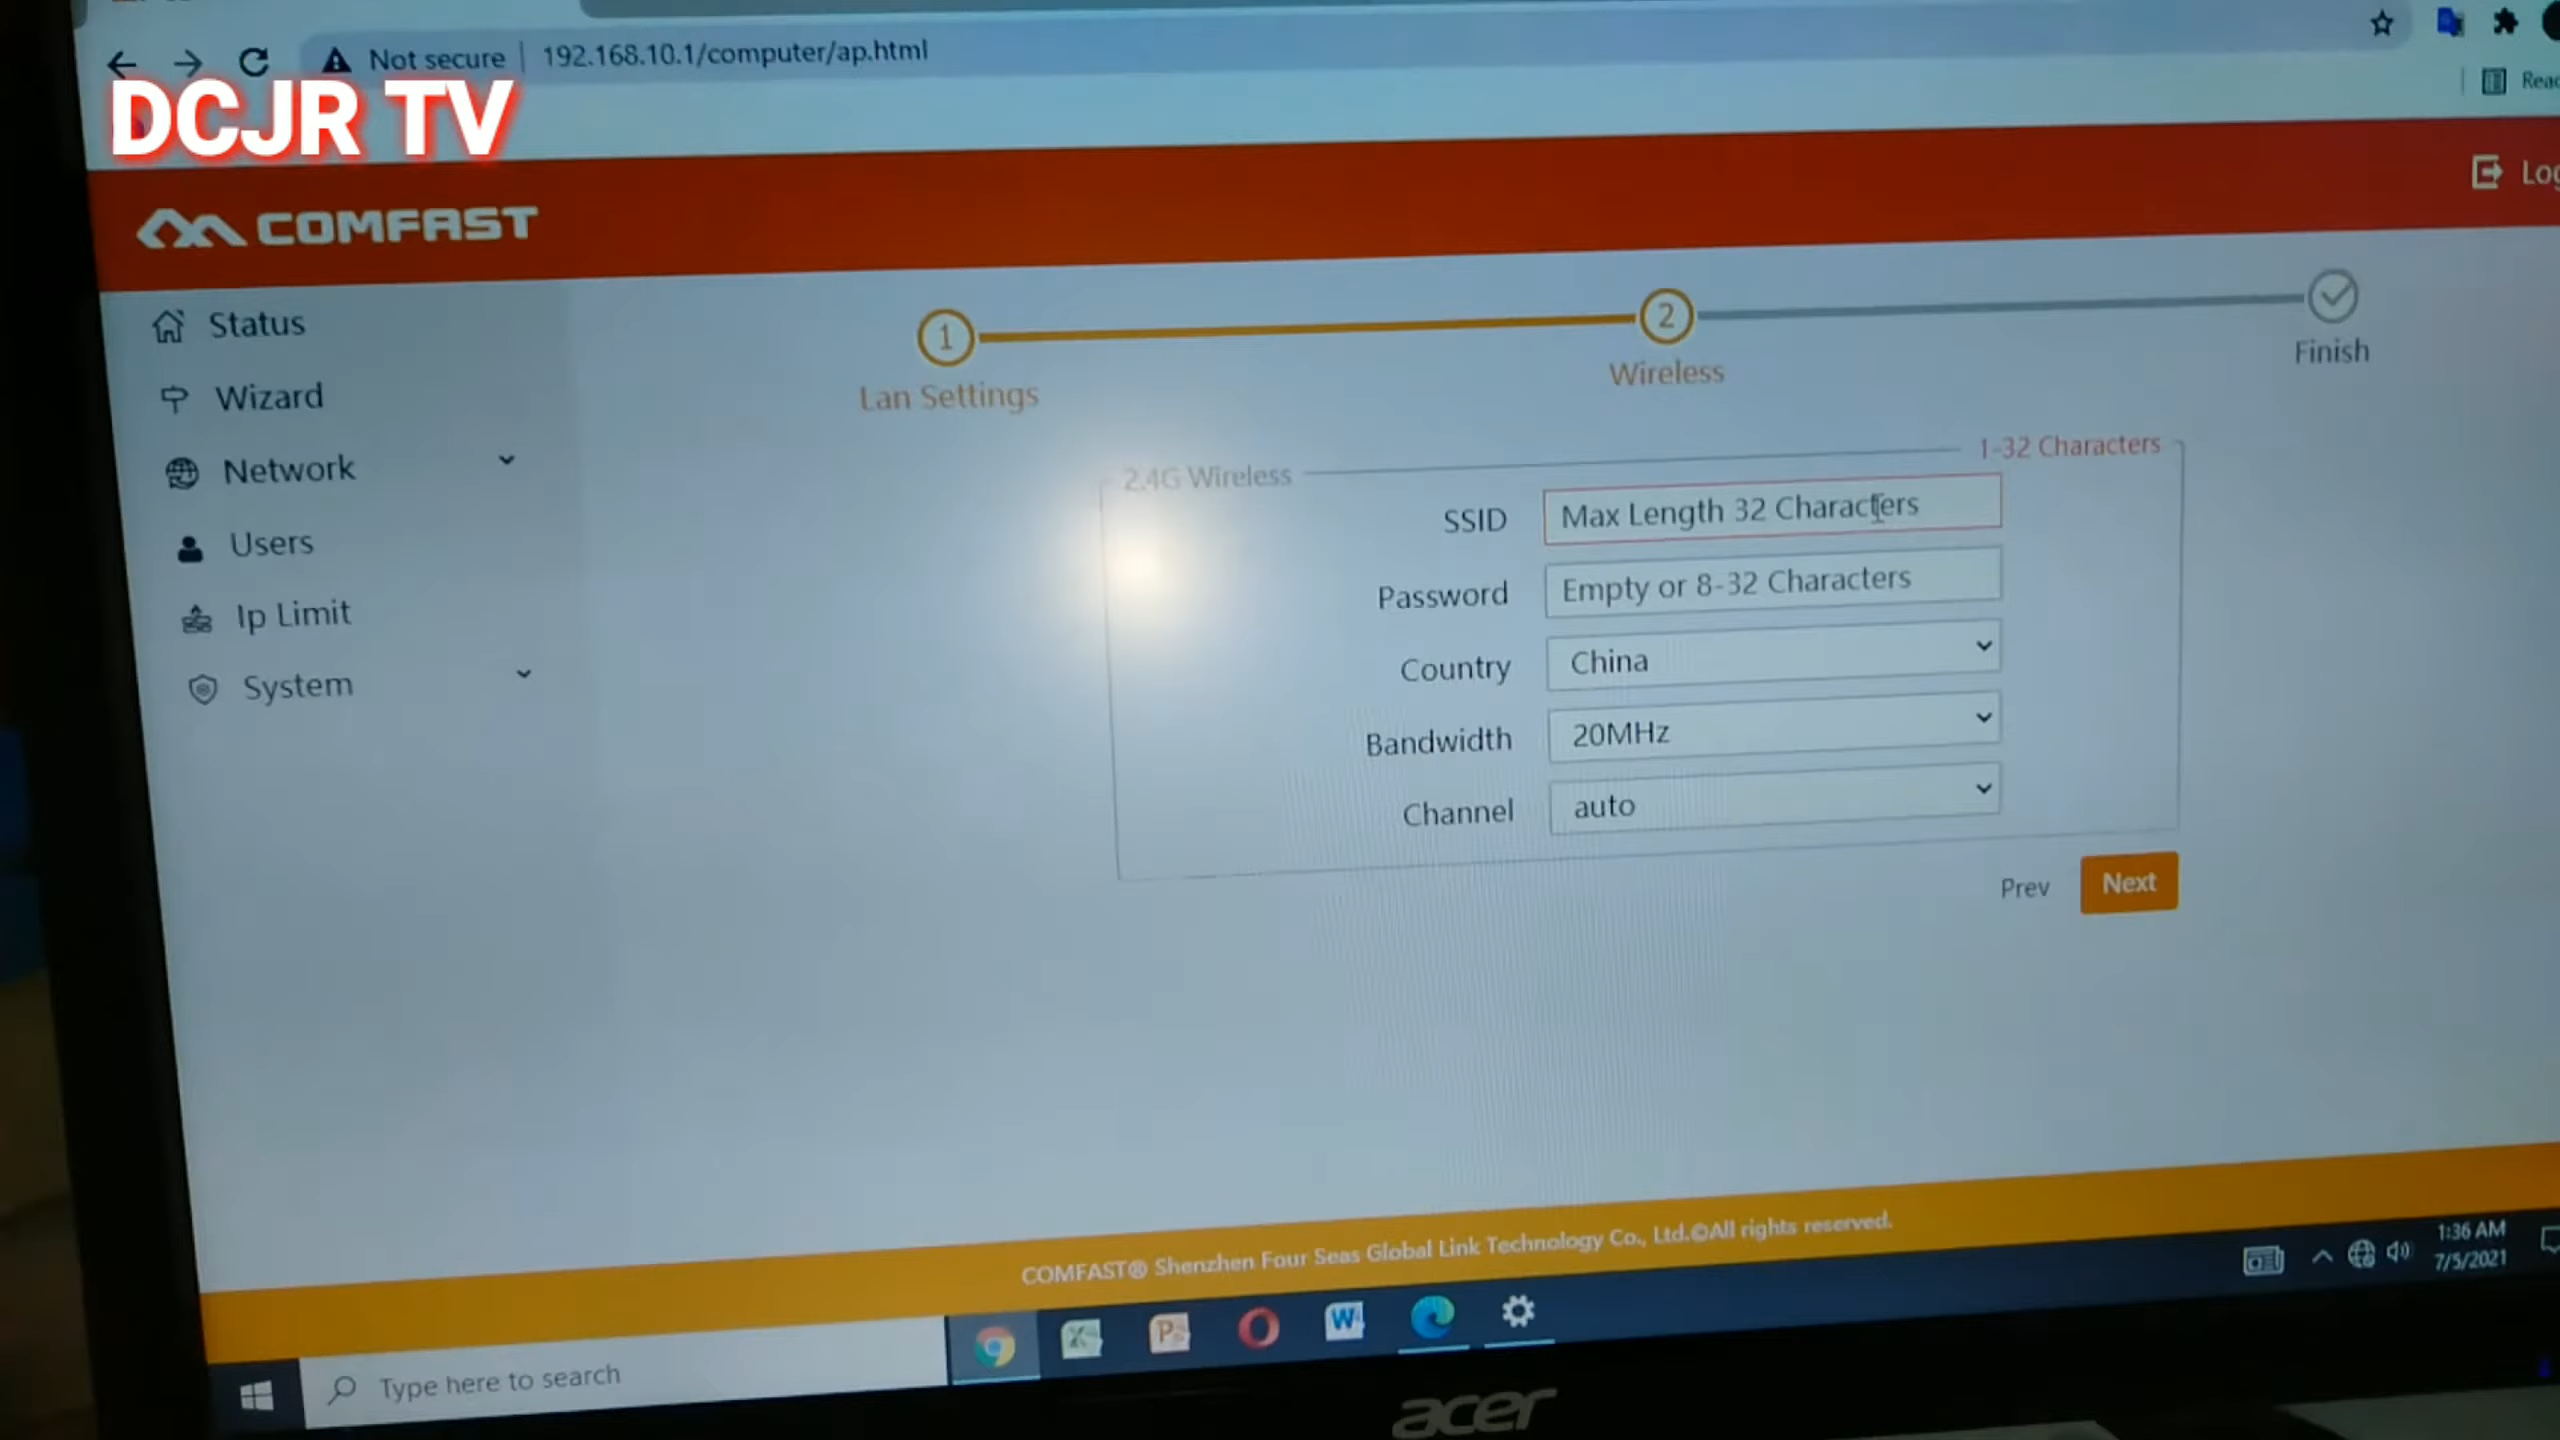 Not secure | 192.168.10.1/computer/ap.html
DCJR TV
COMFAST
Status
Wizard
Network
Users
Ip Limit
System
1
Lan Settings
2
Wireless
Finish
2.4G Wireless
1-32 Characters
SSID Max Length 32 Characters
Password Empty or 8-32 Characters
Country China
Bandwidth 20MHz
Channel auto
Prev Next
COMFAST® Shenzhen Four Seas Global Link Technology Co., Ltd.©All rights reserved.
1:36 AM
7/5/2021
Type here to search
acer